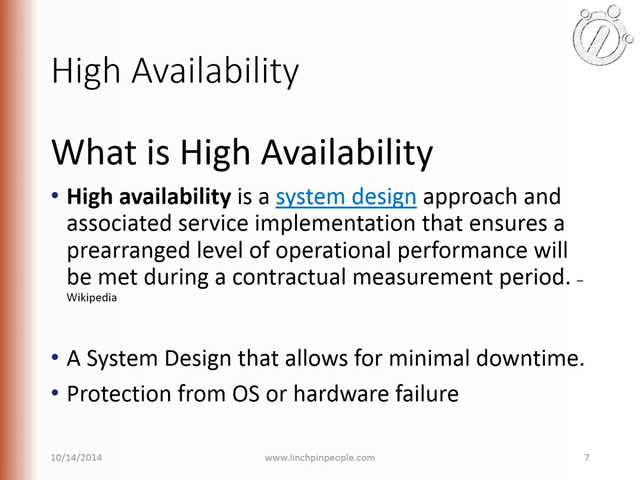 High Availability
What is High Availability
• High availability is a system design approach and
associated service implementation that ensures a
prearranged level of operational performance will
be met during a contractual measurement period. –
Wikipedia
• A System Design that allows for minimal downtime.
• Protection from OS or hardware failure
10/14/2014 www.linchpinpeople.com 7